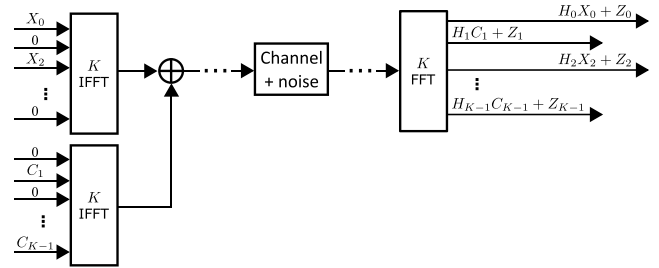 X_0
0
X_2
⋮
0
K
IFFT
0
C_1
0
⋮
C_{K-1}
K
IFFT
Channel
+ noise
K
FFT
H_0X_0 + Z_0
H_1C_1 + Z_1
H_2X_2 + Z_2
⋮
H_{K-1}C_{K-1} + Z_{K-1}